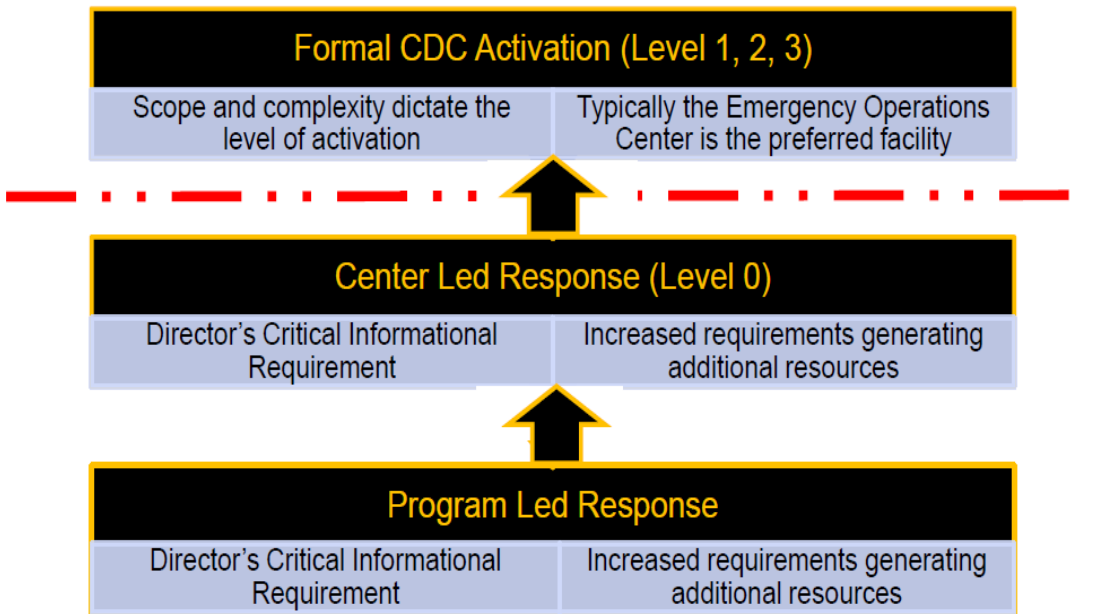 Formal CDC Activation (Level 1, 2, 3)
Scope and complexity dictate the
level of activation
Typically the Emergency Operations
Center is the preferred facility
Center Led Response (Level 0)
Director’s Critical Informational
Requirement
Increased requirements generating
additional resources
Program Led Response
Director’s Critical Informational
Requirement
Increased requirements generating
additional resources